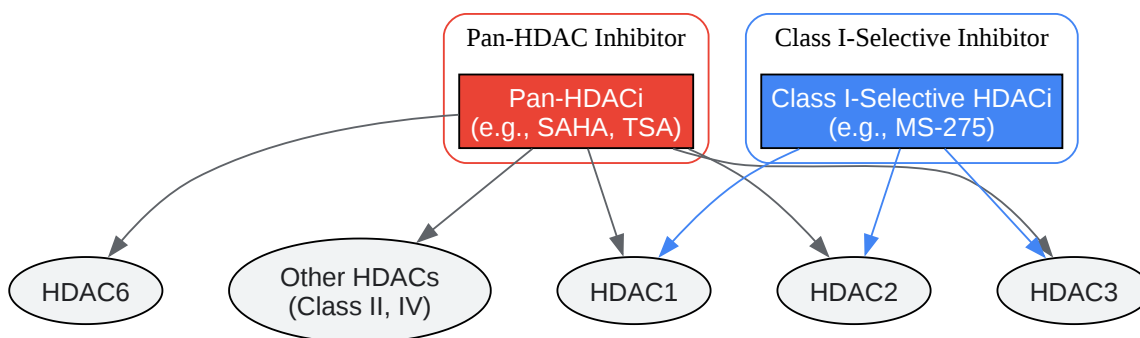 Pan-HDAC Inhibitor
Class I-Selective Inhibitor
Pan-HDACi
(e.g., SAHA, TSA)
Class I-Selective HDACi
(e.g., MS-275)
HDAC6
Other HDACs
(Class II, IV)
HDAC1
HDAC2
HDAC3